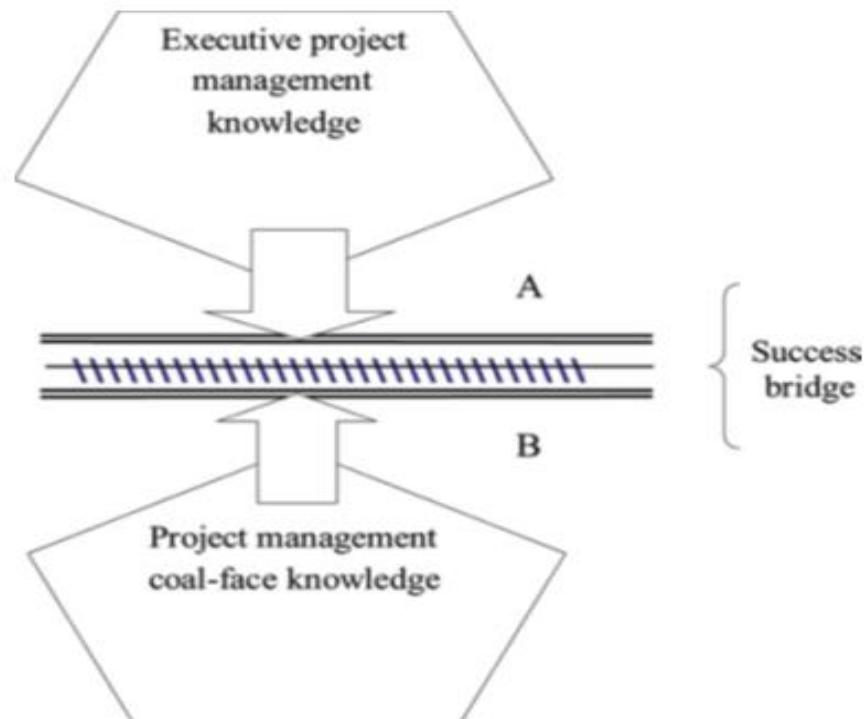 Executive project
management
knowledge
A
Success
bridge
B
Project management
coal-face knowledge